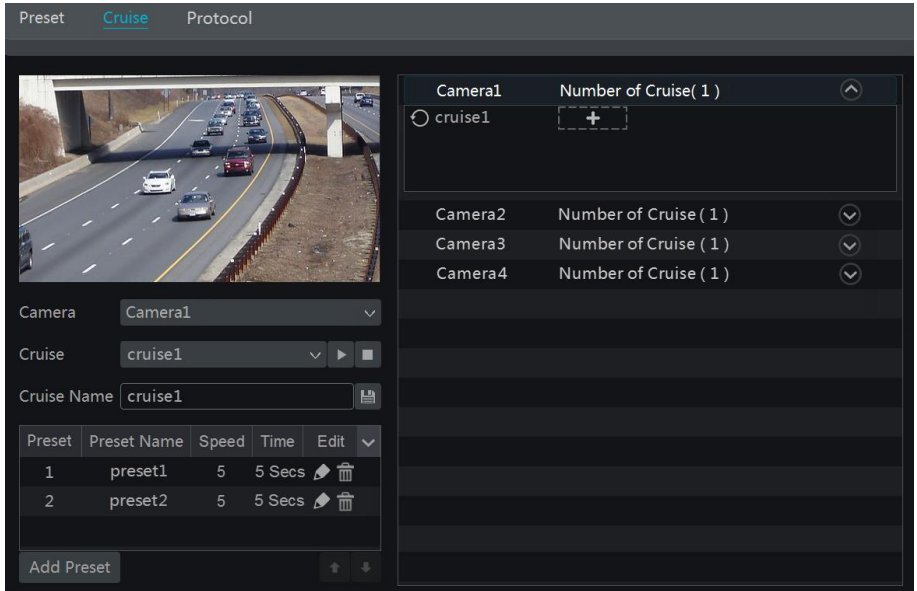 Preset Cruise Protocol
Camera1 Number of Cruise( 1 )
cruise1 +
Camera2 Number of Cruise ( 1 )
Camera3 Number of Cruise ( 1 )
Camera4 Number of Cruise ( 1 )
Camera Camera1
Cruise cruise1
Cruise Name cruise1
Preset Preset Name Speed Time Edit
1 preset1 5 5 Secs
2 preset2 5 5 Secs
Add Preset